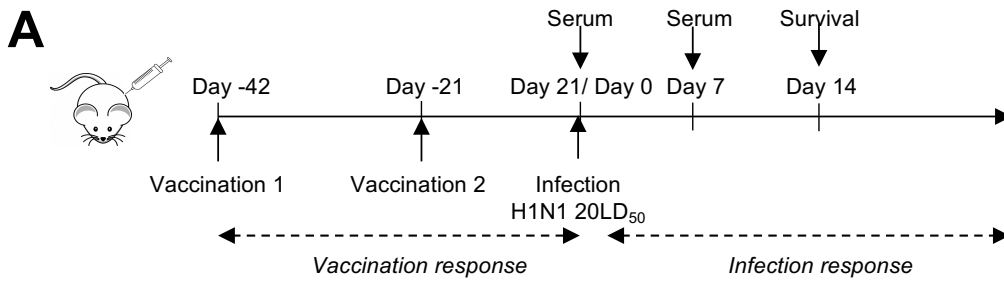 A
Serum Serum Survival
Day -42 Day -21 Day 21/ Day 0 Day 7 Day 14
Vaccination 1 Vaccination 2 Infection
H1N1 20LD₅₀
Vaccination response Infection response